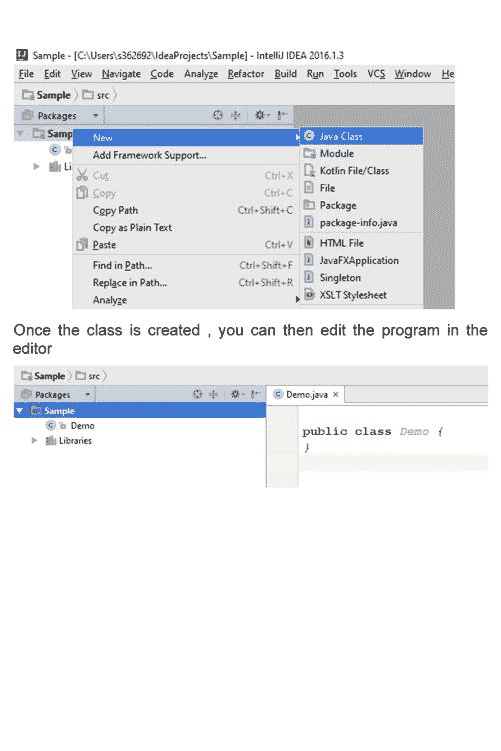 Sample - [C:\Users\s362692\IdeaProjects\Sample] - IntelliJ IDEA 2016.1.3
File Edit View Navigate Code Analyze Refactor Build Run Tools VCS Window He
Sample src
Packages
Samp
New
Java Class
Add Framework Support...
Module
Li
Cut Ctrl+X
Kotlin File/Class
Copy Ctrl+C
File
Copy Path Ctrl+Shift+C
Package
Copy as Plain Text
package-info.java
Paste Ctrl+V
HTML File
Find in Path... Ctrl+Shift+F
JavaFXApplication
Replace in Path... Ctrl+Shift+R
Singleton
Analyze
XSLT Stylesheet
Once the class is created , you can then edit the program in the
editor
Sample src
Packages
Demo.java ×
Sample
Demo
Libraries
public class Demo {
}